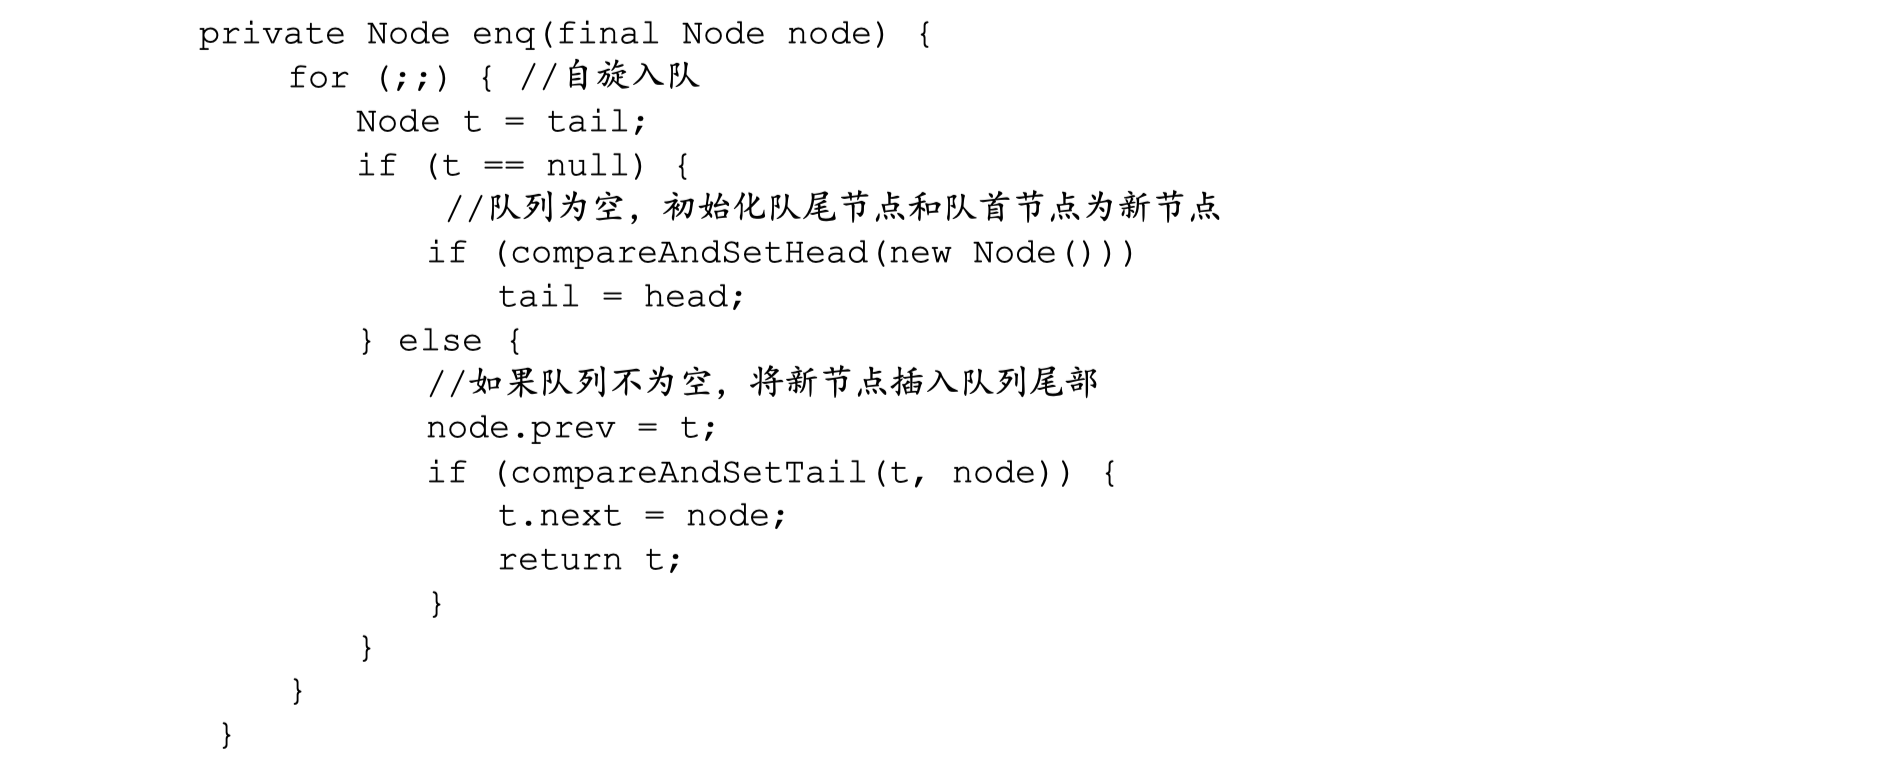 private Node enq(final Node node) {
for (;;) { //自旋入队
Node t = tail;
if (t == null) {
//队列为空，初始化队尾节点和队首节点为新节点
if (compareAndSetHead(new Node()))
tail = head;
} else {
//如果队列不为空，将新节点插入队列尾部
node.prev = t;
if (compareAndSetTail(t, node)) {
t.next = node;
return t;
}
}
}
}